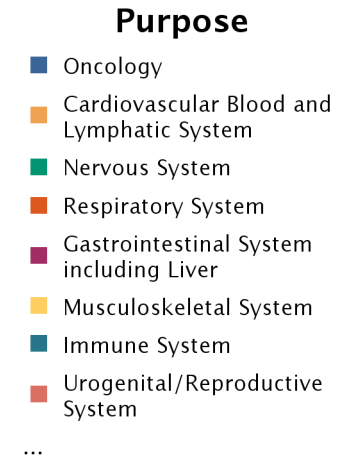 Purpose
Oncology
Cardiovascular Blood and
Lymphatic System
Nervous System
Respiratory System
Gastrointestinal System
including Liver
Musculoskeletal System
Immune System
Urogenital/Reproductive
System
...